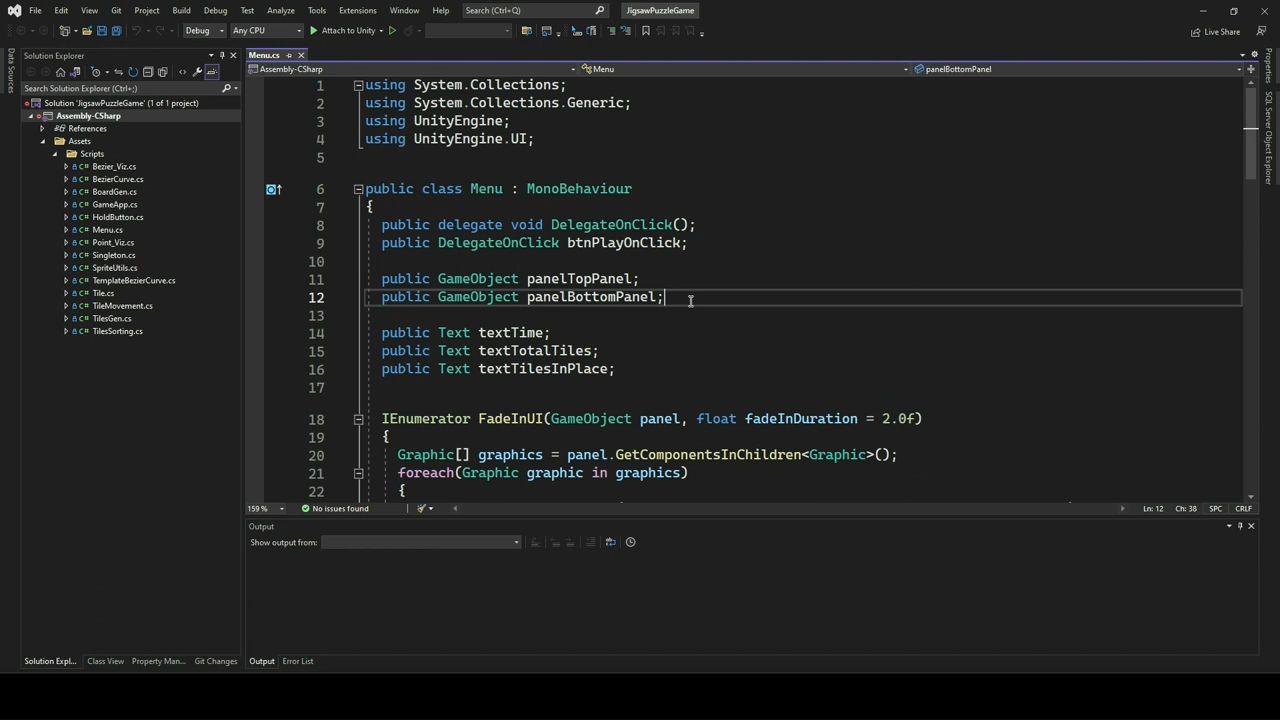 File Edit View Git Project Build Debug Test Analyze Tools Extensions Window Help Search (Ctrl+Q) JigsawPuzzleGame
Debug Any CPU Attach to Unity Live Share
Data Sources
Solution Explorer
Search Solution Explorer (Ctrl+;)
Solution 'JigsawPuzzleGame' (1 of 1 project)
Assembly-CSharp
References
Assets
Scripts
C# Bezier_Viz.cs
C# BezierCurve.cs
C# BoardGen.cs
C# GameApp.cs
C# HoldButton.cs
C# Menu.cs
C# Point_Viz.cs
C# Singleton.cs
C# SpriteUtils.cs
C# TemplateBezierCurve.cs
C# Tile.cs
C# TileMovement.cs
C# TilesGen.cs
C# TilesSorting.cs
Solution Expl... Class View Property Man... Git Changes
Menu.cs
Assembly-CSharp Menu panelBottomPanel
1 using System.Collections;
2 using System.Collections.Generic;
3 using UnityEngine;
4 using UnityEngine.UI;
5
6 public class Menu : MonoBehaviour
7 {
8 public delegate void DelegateOnClick();
9 public DelegateOnClick btnPlayOnClick;
10
11 public GameObject panelTopPanel;
12 public GameObject panelBottomPanel;
13
14 public Text textTime;
15 public Text textTotalTiles;
16 public Text textTilesInPlace;
17
18 IEnumerator FadeInUI(GameObject panel, float fadeInDuration = 2.0f)
19 {
20 Graphic[] graphics = panel.GetComponentsInChildren<Graphic>();
21 foreach(Graphic graphic in graphics)
22 {
159 % No issues found Ln: 12 Ch: 38 SPC CRLF
Output
Show output from:
Output Error List
Properties
SQL Server Object Explorer